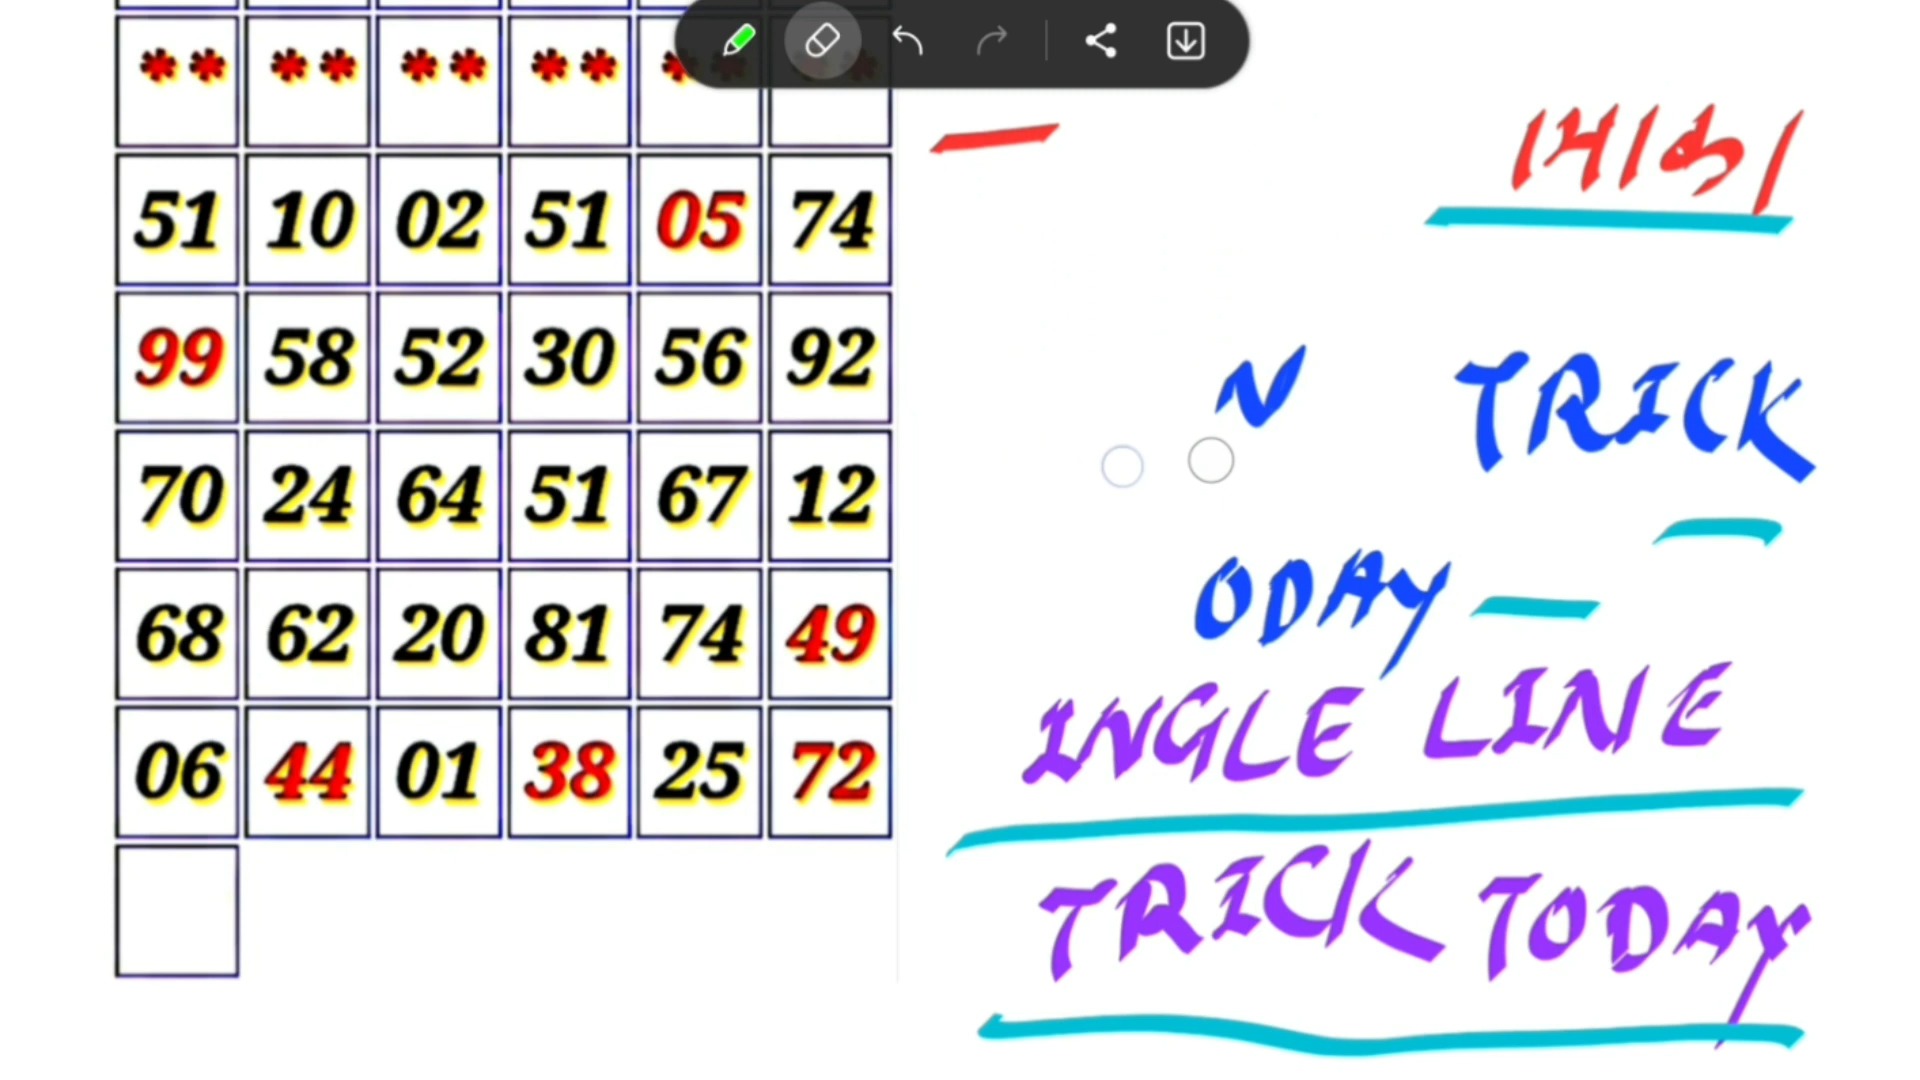 ** ** ** ** **
51 10 02 51 05 74
99 58 52 30 56 92
70 24 64 51 67 12
68 62 20 81 74 49
06 44 01 38 25 72
N TRICK
ODAY
INGLE LINE
TRICK TODAY